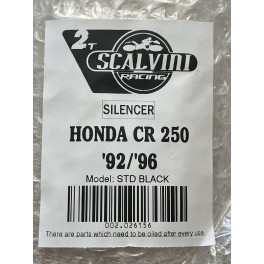 2T
SCALVINI
RACING
SILENCER
HONDA CR 250
'92/'96
Model: STD BLACK
002.026156
There are parts which need to be oiled after every use.